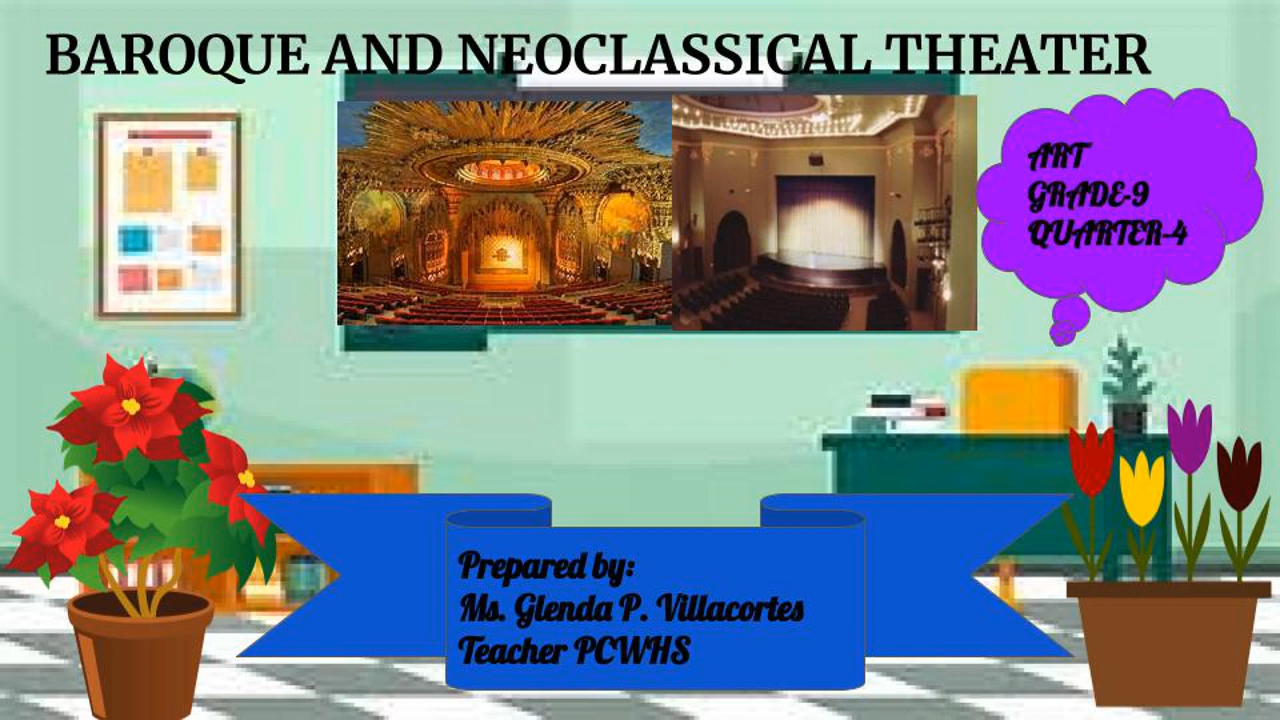 BAROQUE AND NEOCLASSICAL THEATER
ART
GRADE-9
QUARTER-4
Prepared by:
Ms. Glenda P. Villacortes
Teacher PCWHS